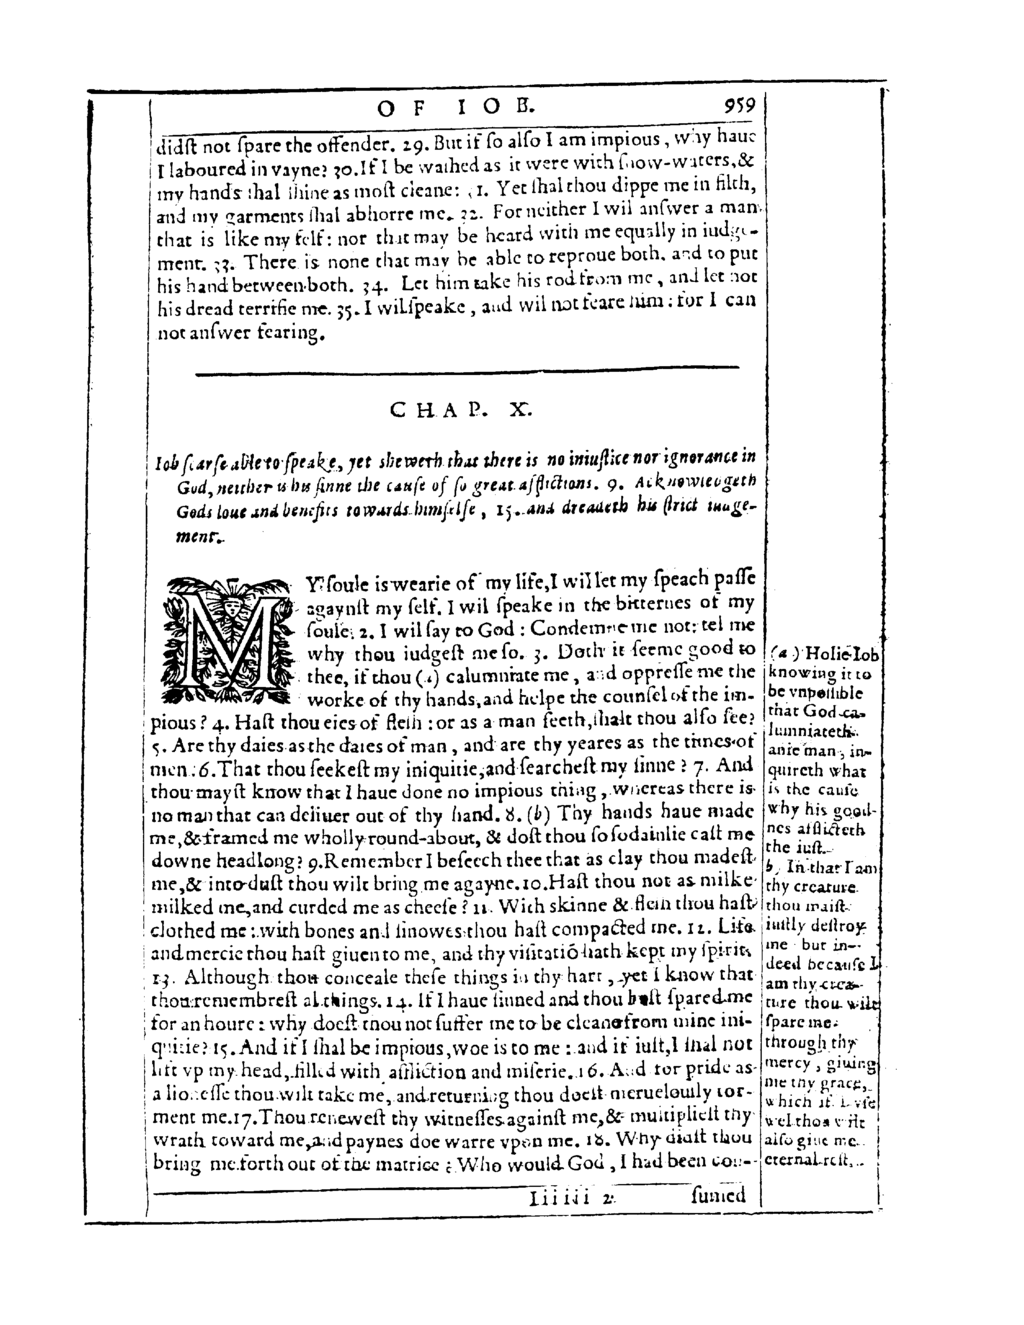 OF IOB. 959
didſt not ſpare the offender. 29. But if ſo alſo I am impious, why haue
I laboured in vayne? 30. If I be waſhed as it were with ſnow-waters, &
my hands ſhal ſhine as moſt cleane: 31. Yet ſhal thou dippe me in filth,
and my garments ſhal abhorre me. 32. For neither I wil anſwer a man
that is like my ſelf: nor that may be heard with me equally in iudge-
ment. 33. There is none that may be able to reproue both, and to put
his hand between both. 34. Let him take his rod from me, and let not
his dread terrifie me. 35. I wil ſpeake, and wil not feare him: for I can
not anſwer fearing.
CHAP. X.
Iob ſcarſe able to ſpeake, yet sheweth that there is no iniuſtice nor ignorance in
God, neither is his ſinne the cauſe of ſo great afflictions. 9. Acknowledgeth
Gods loue and benefits towards himſelfe, 15. and dreadeth his ſtrict iudge-
ment.
MY ſoule is wearie of my life, I wil let my ſpeach paſſe
agaynſt my ſelf. I wil ſpeake in the bitternes of my
ſoule. 2. I wil ſay to God: Condemne me not: tel me
why thou iudgeſt me ſo. 3. Doth it ſeeme good to
thee, if thou (a) calumniate me, and oppreſſe me the
worke of thy hands, and helpe the counſel of the im-
pious? 4. Haſt thou eies of fleſh: or as a man ſeeth, ſhalt thou alſo ſee?
5. Are thy daies as the daies of man, and are thy yeares as the times of
men: 6. That thou ſeekeſt my iniquitie, and ſearcheſt my ſinne? 7. And
thou mayſt know that I haue done no impious thing, whereas there is
no man that can deliuer out of thy hand. 8. (b) Thy hands haue made
me, & framed me wholly round-about, & doſt thou ſo ſodainlie caſt me
downe headlong? 9. Remember I beſeech thee that as clay thou madeſt
me, & into duſt thou wilt bring me agayne. 10. Haſt thou not as milke
milked me, and curded me as cheeſe? 11. With skinne & fleſh thou haſt
clothed me: with bones and ſinowes thou haſt compacted me. 12. Life
and mercie thou haſt giuen to me, and thy viſitatiõ hath kept my ſpirit.
13. Although thou conceale theſe things in thy hart, yet I know that
thou remembreſt al things. 14. If I haue ſinned and thou haſt ſpared me
for an houre: why doeſt thou not ſuffer me to be cleane from mine ini-
quitie? 15. And if I ſhal be impious, woe is to me: and if iuſt, I ſhal not
lift vp my head, filled with affliction and miſerie. 16. And for pride as
a lioneſſe thou wilt take me, and returning thou doeſt meruelouſly tor-
ment me. 17. Thou reneweſt thy witneſſes againſt me, & multiplieſt thy
wrath toward me, and paynes doe warre vpon me. 18. Why didſt thou
bring me forth out of the matrice? Who would God, I had been con-
Iiiiii 2 ſumed
(a) Holie Iob
knowing it to
be vnpoſſible
that God ca-
lumniateth
anie man, in-
quireth what
is the cauſe
why his good-
nes afflicteth
the iuſt.
b. In that I am
thy creature
thou maiſt
iuſtly deſtroy
me but in-
deed becauſe I
am thy crea-
ture thou wilt
ſpare me:
through thy
mercy, giuing
me thy grace,
which if I vſe
wel thou wilt
alſo giue me
eternal reſt.